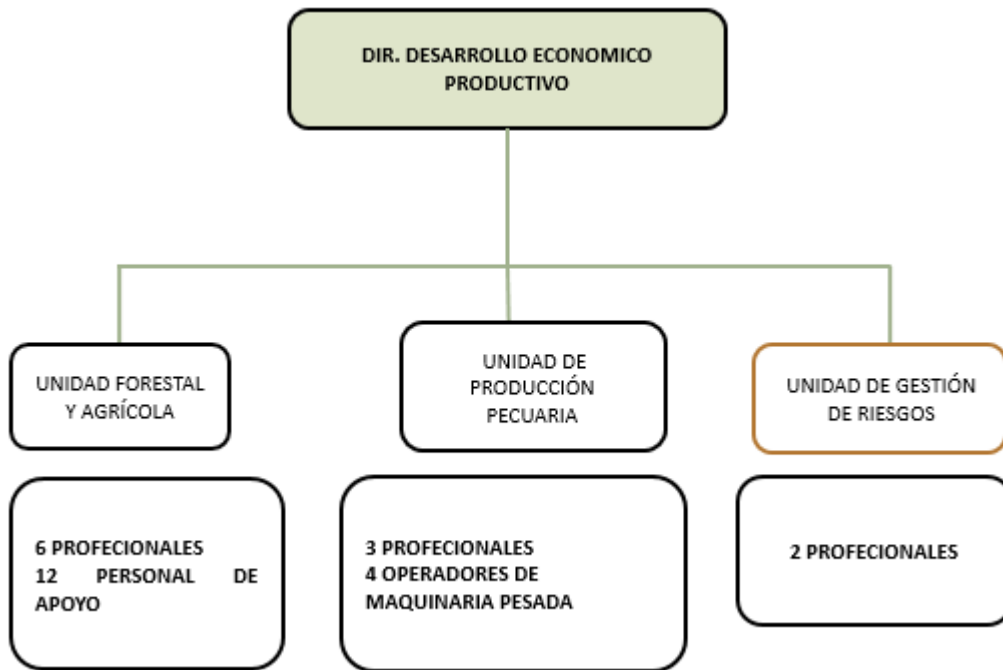 DIR. DESARROLLO ECONOMICO
PRODUCTIVO
UNIDAD FORESTAL
Y AGRÍCOLA
UNIDAD DE
PRODUCCIÓN
PECUARIA
UNIDAD DE GESTIÓN
DE RIESGOS
6 PROFECIONALES
12 PERSONAL DE
APOYO
3 PROFECIONALES
4 OPERADORES DE
MAQUINARIA PESADA
2 PROFECIONALES